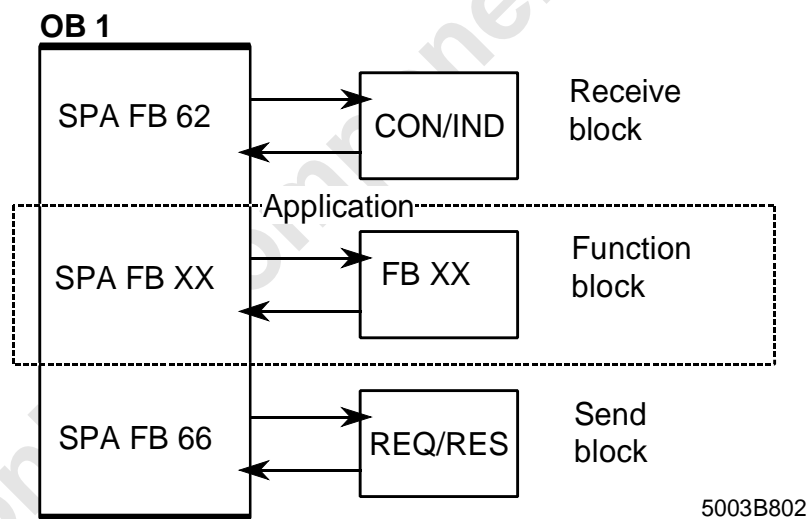 OB 1
SPA FB 62
CON/IND
Receive
block
Application
SPA FB XX
FB XX
Function
block
SPA FB 66
REQ/RES
Send
block
5003B802